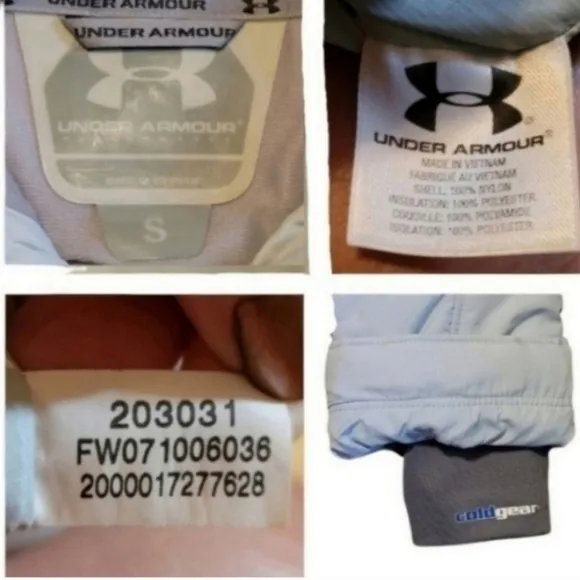 UNDER ARMOUR
UNDER ARMOUR
UNDER ARMOUR®
S
UNDER ARMOUR®
MADE IN VIETNAM
FABRIQUÉ AU VIETNAM
SHELL: 100% NYLON
INSULATION: 100% POLYESTER
COQUILLE: 100% POLYAMIDE
ISOLATION: 100% POLYESTER
203031
FW071006036
2000017277628
coldgear